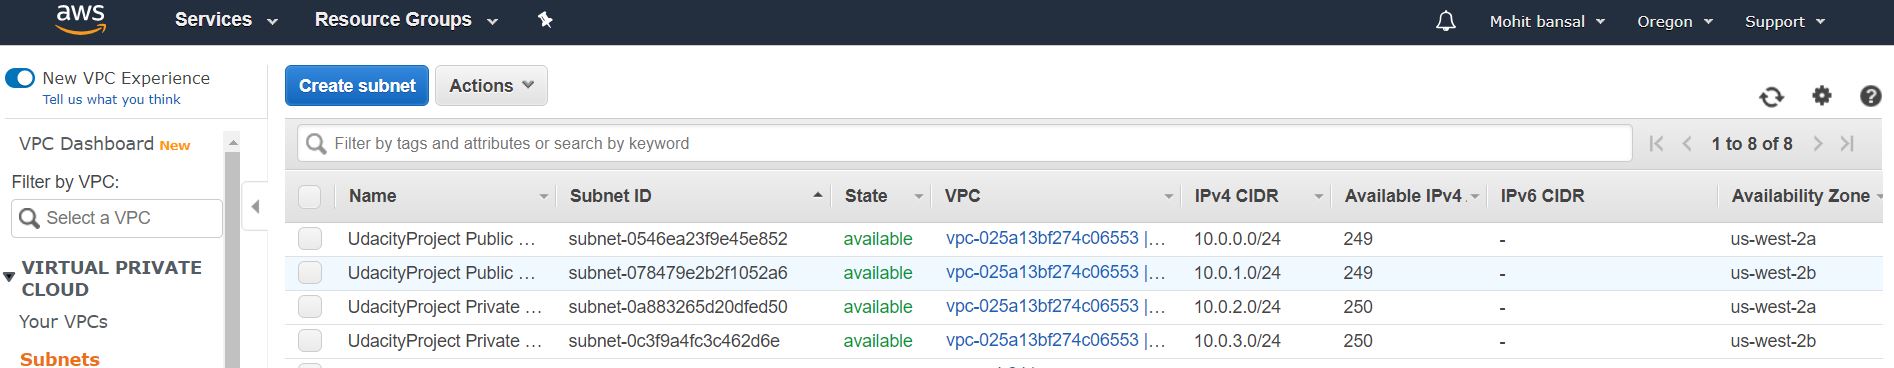 aws Services Resource Groups Mohit bansal Oregon Support
New VPC Experience
Tell us what you think
Create subnet Actions
VPC Dashboard New
Filter by tags and attributes or search by keyword 1 to 8 of 8
Filter by VPC:
Select a VPC
Name Subnet ID State VPC IPv4 CIDR Available IPv4 IPv6 CIDR Availability Zone
UdacityProject Public ... subnet-0546ea23f9e45e852 available vpc-025a13bf274c06553 |... 10.0.0.0/24 249 - us-west-2a
UdacityProject Public ... subnet-078479e2b2f1052a6 available vpc-025a13bf274c06553 |... 10.0.1.0/24 249 - us-west-2b
UdacityProject Private ... subnet-0a883265d20dfed50 available vpc-025a13bf274c06553 |... 10.0.2.0/24 250 - us-west-2a
UdacityProject Private ... subnet-0c3f9a4fc3c462d6e available vpc-025a13bf274c06553 |... 10.0.3.0/24 250 - us-west-2b
VIRTUAL PRIVATE
CLOUD
Your VPCs
Subnets